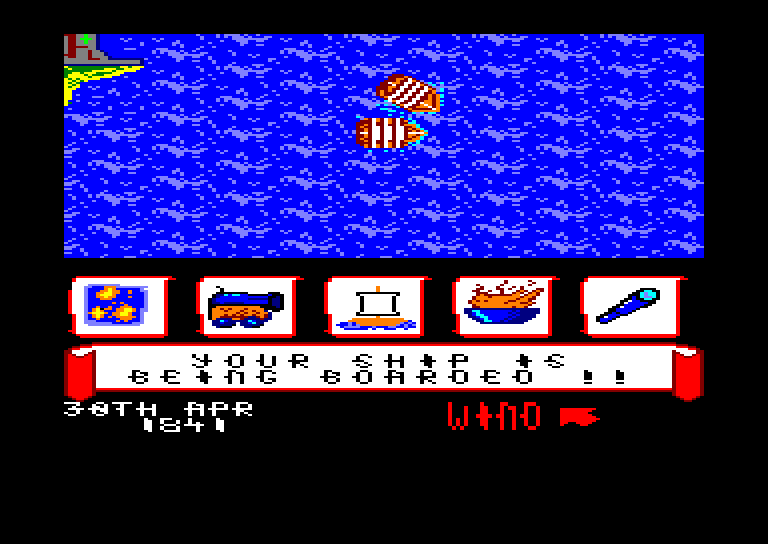 YOUR SHIP IS
BEING BOARDED !!
30TH APR
1841
WIND